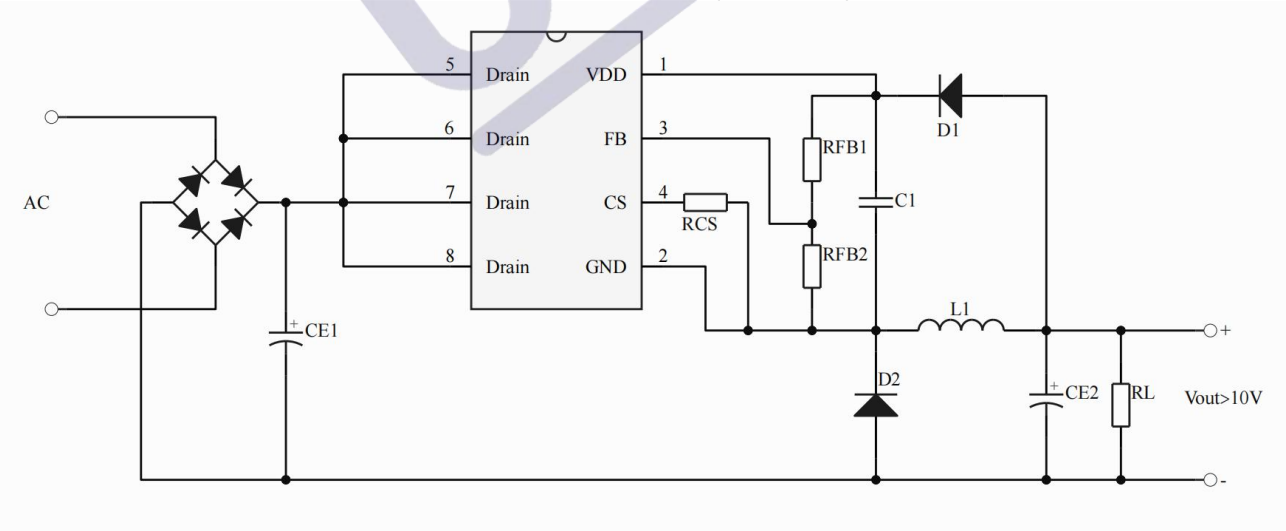 5 Drain VDD 1
D1
6 Drain FB 3
RFB1
AC
7 Drain CS 4
C1
RCS
8 Drain GND 2
RFB2
L1
+ CE1
+
D2
+ CE2
RL
Vout>10V
-